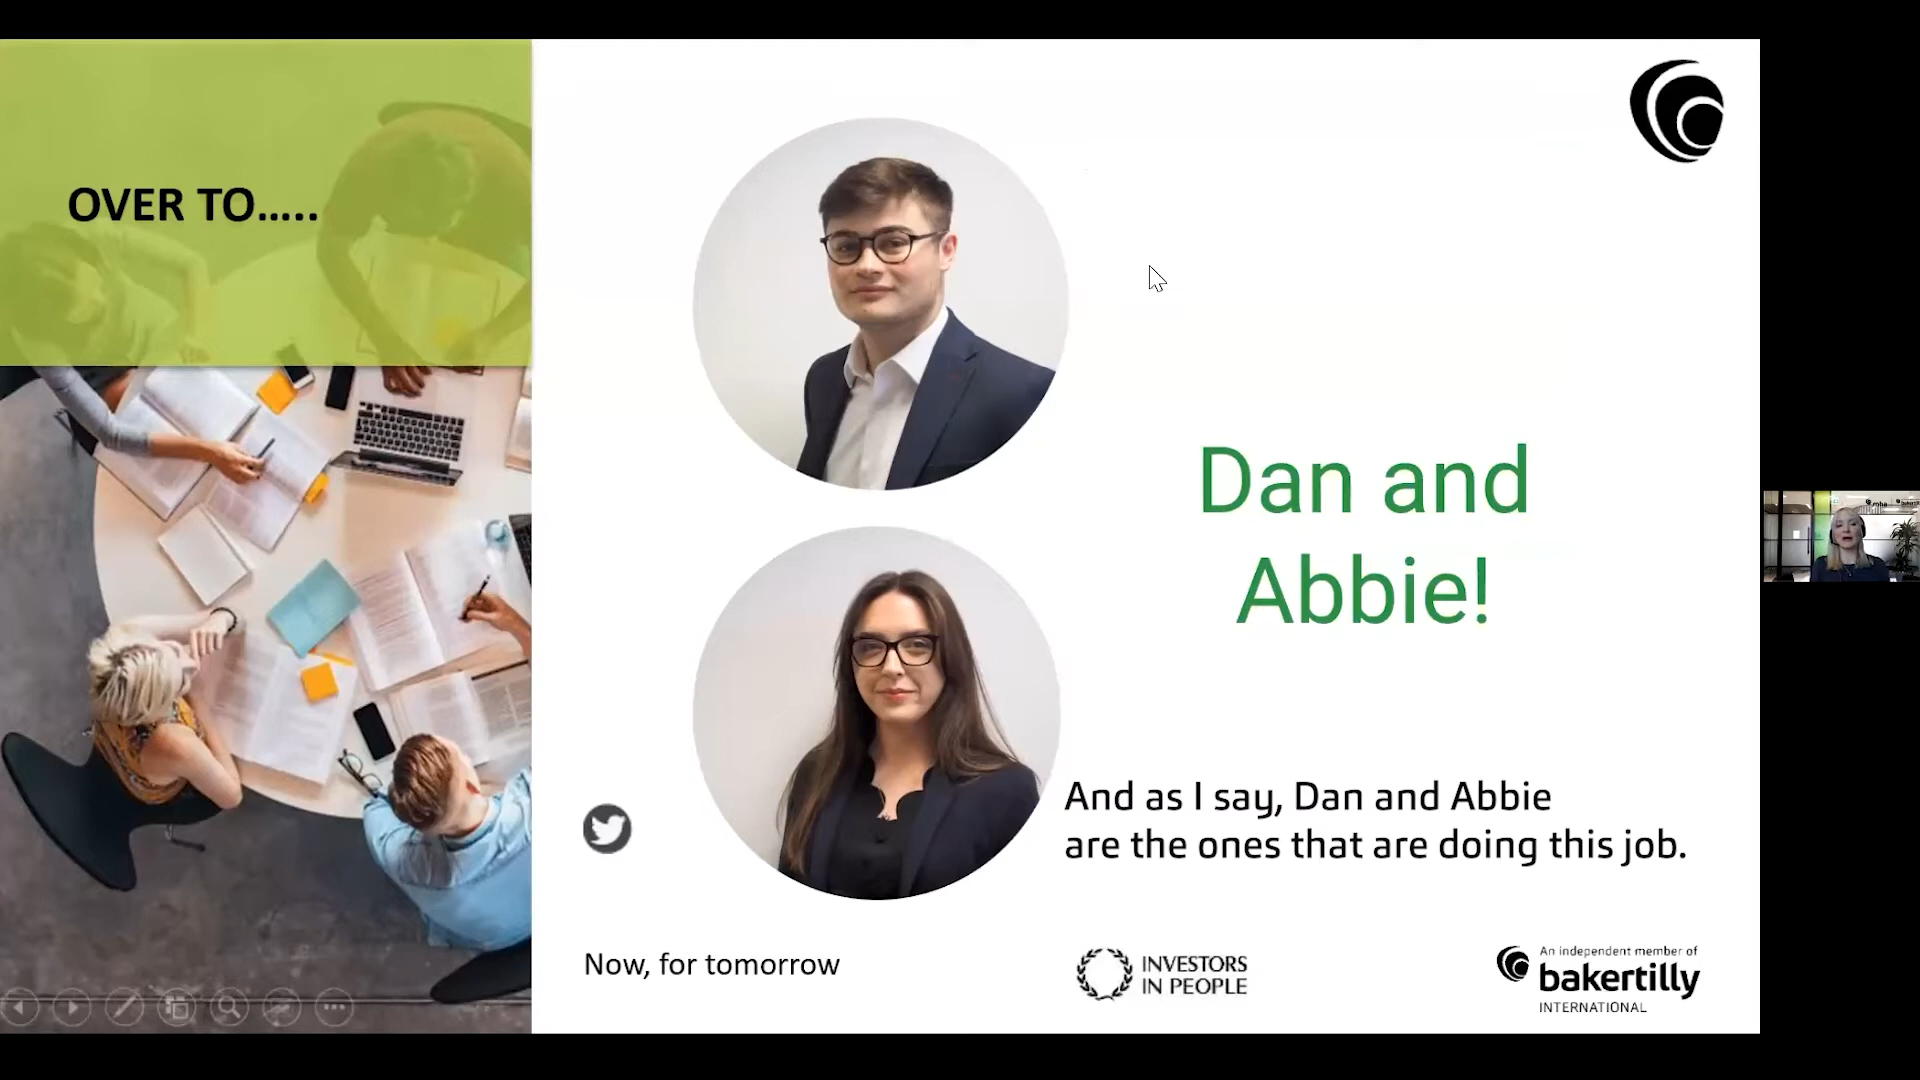 OVER TO.....
Dan and
Abbie!
And as I say, Dan and Abbie
are the ones that are doing this job.
Now, for tomorrow
INVESTORS
IN PEOPLE
An independent member of
bakertilly
INTERNATIONAL